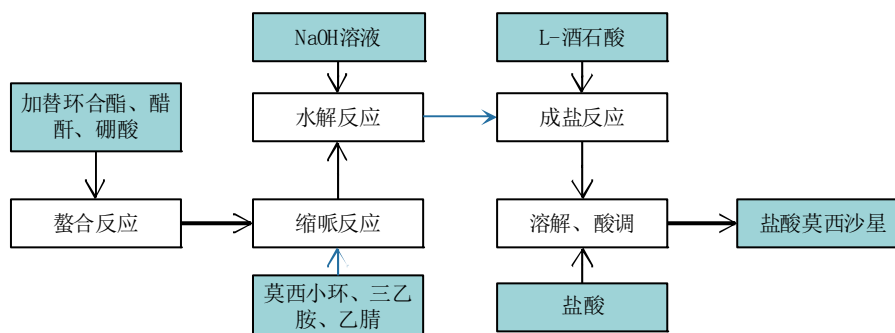 NaOH溶液
L-酒石酸
加替环合酯、醋
酐、硼酸
水解反应
成盐反应
螯合反应
缩哌反应
溶解、酸调
盐酸莫西沙星
莫西小环、三乙
胺、乙腈
盐酸